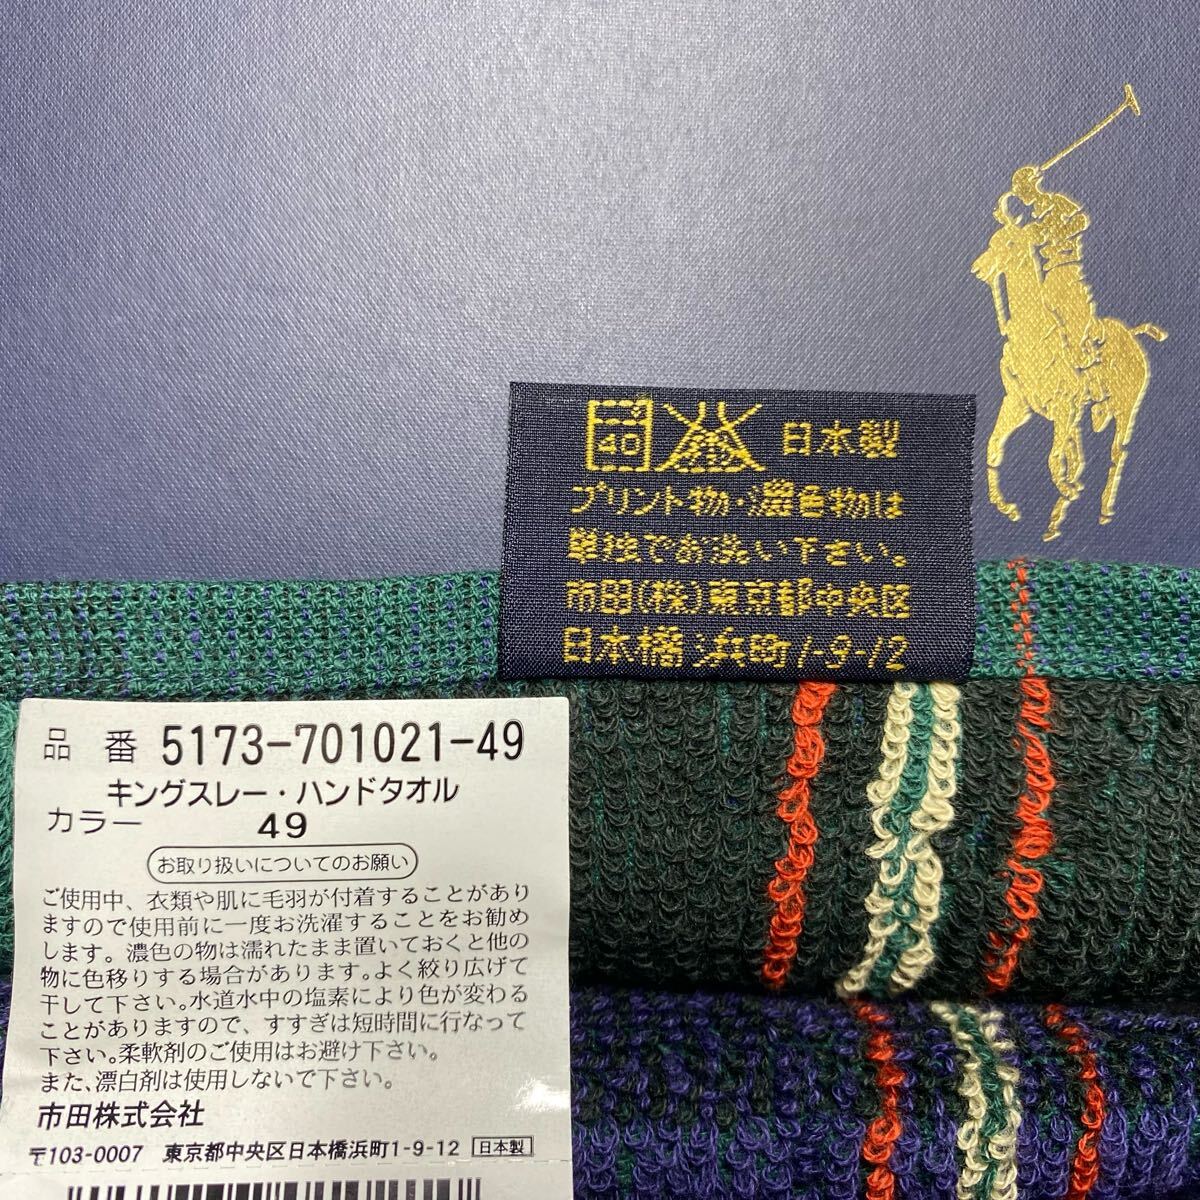 40 日本製
プリント物・濃色物は
単独でお洗い下さい。
市田(株)東京都中央区
日本橋浜町1-9-12
品 番 5173-701021-49
キングスレー・ハンドタオル
カラー 49
お取り扱いについてのお願い
ご使用中、衣類や肌に毛羽が付着することがあり
ますので使用前に一度お洗濯することをお勧め
します。濃色の物は濡れたまま置いておくと他の
物に色移りする場合があります。よく絞り広げて
干して下さい。水道水中の塩素により色が変わる
ことがありますので、すすぎは短時間に行なって
下さい。柔軟剤のご使用はお避け下さい。
また、漂白剤は使用しないで下さい。
市田株式会社
〒103-0007 東京都中央区日本橋浜町1-9-12 日本製